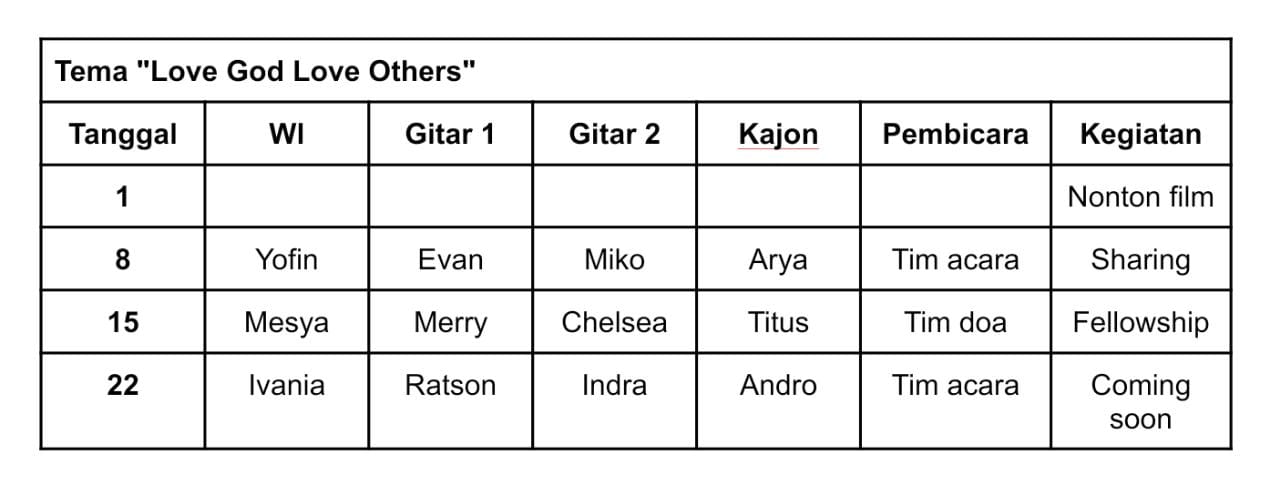 Tema "Love God Love Others"
Tanggal WI Gitar 1 Gitar 2 Kajon Pembicara Kegiatan
1 Nonton film
8 Yofin Evan Miko Arya Tim acara Sharing
15 Mesya Merry Chelsea Titus Tim doa Fellowship
22 Ivania Ratson Indra Andro Tim acara Coming
soon